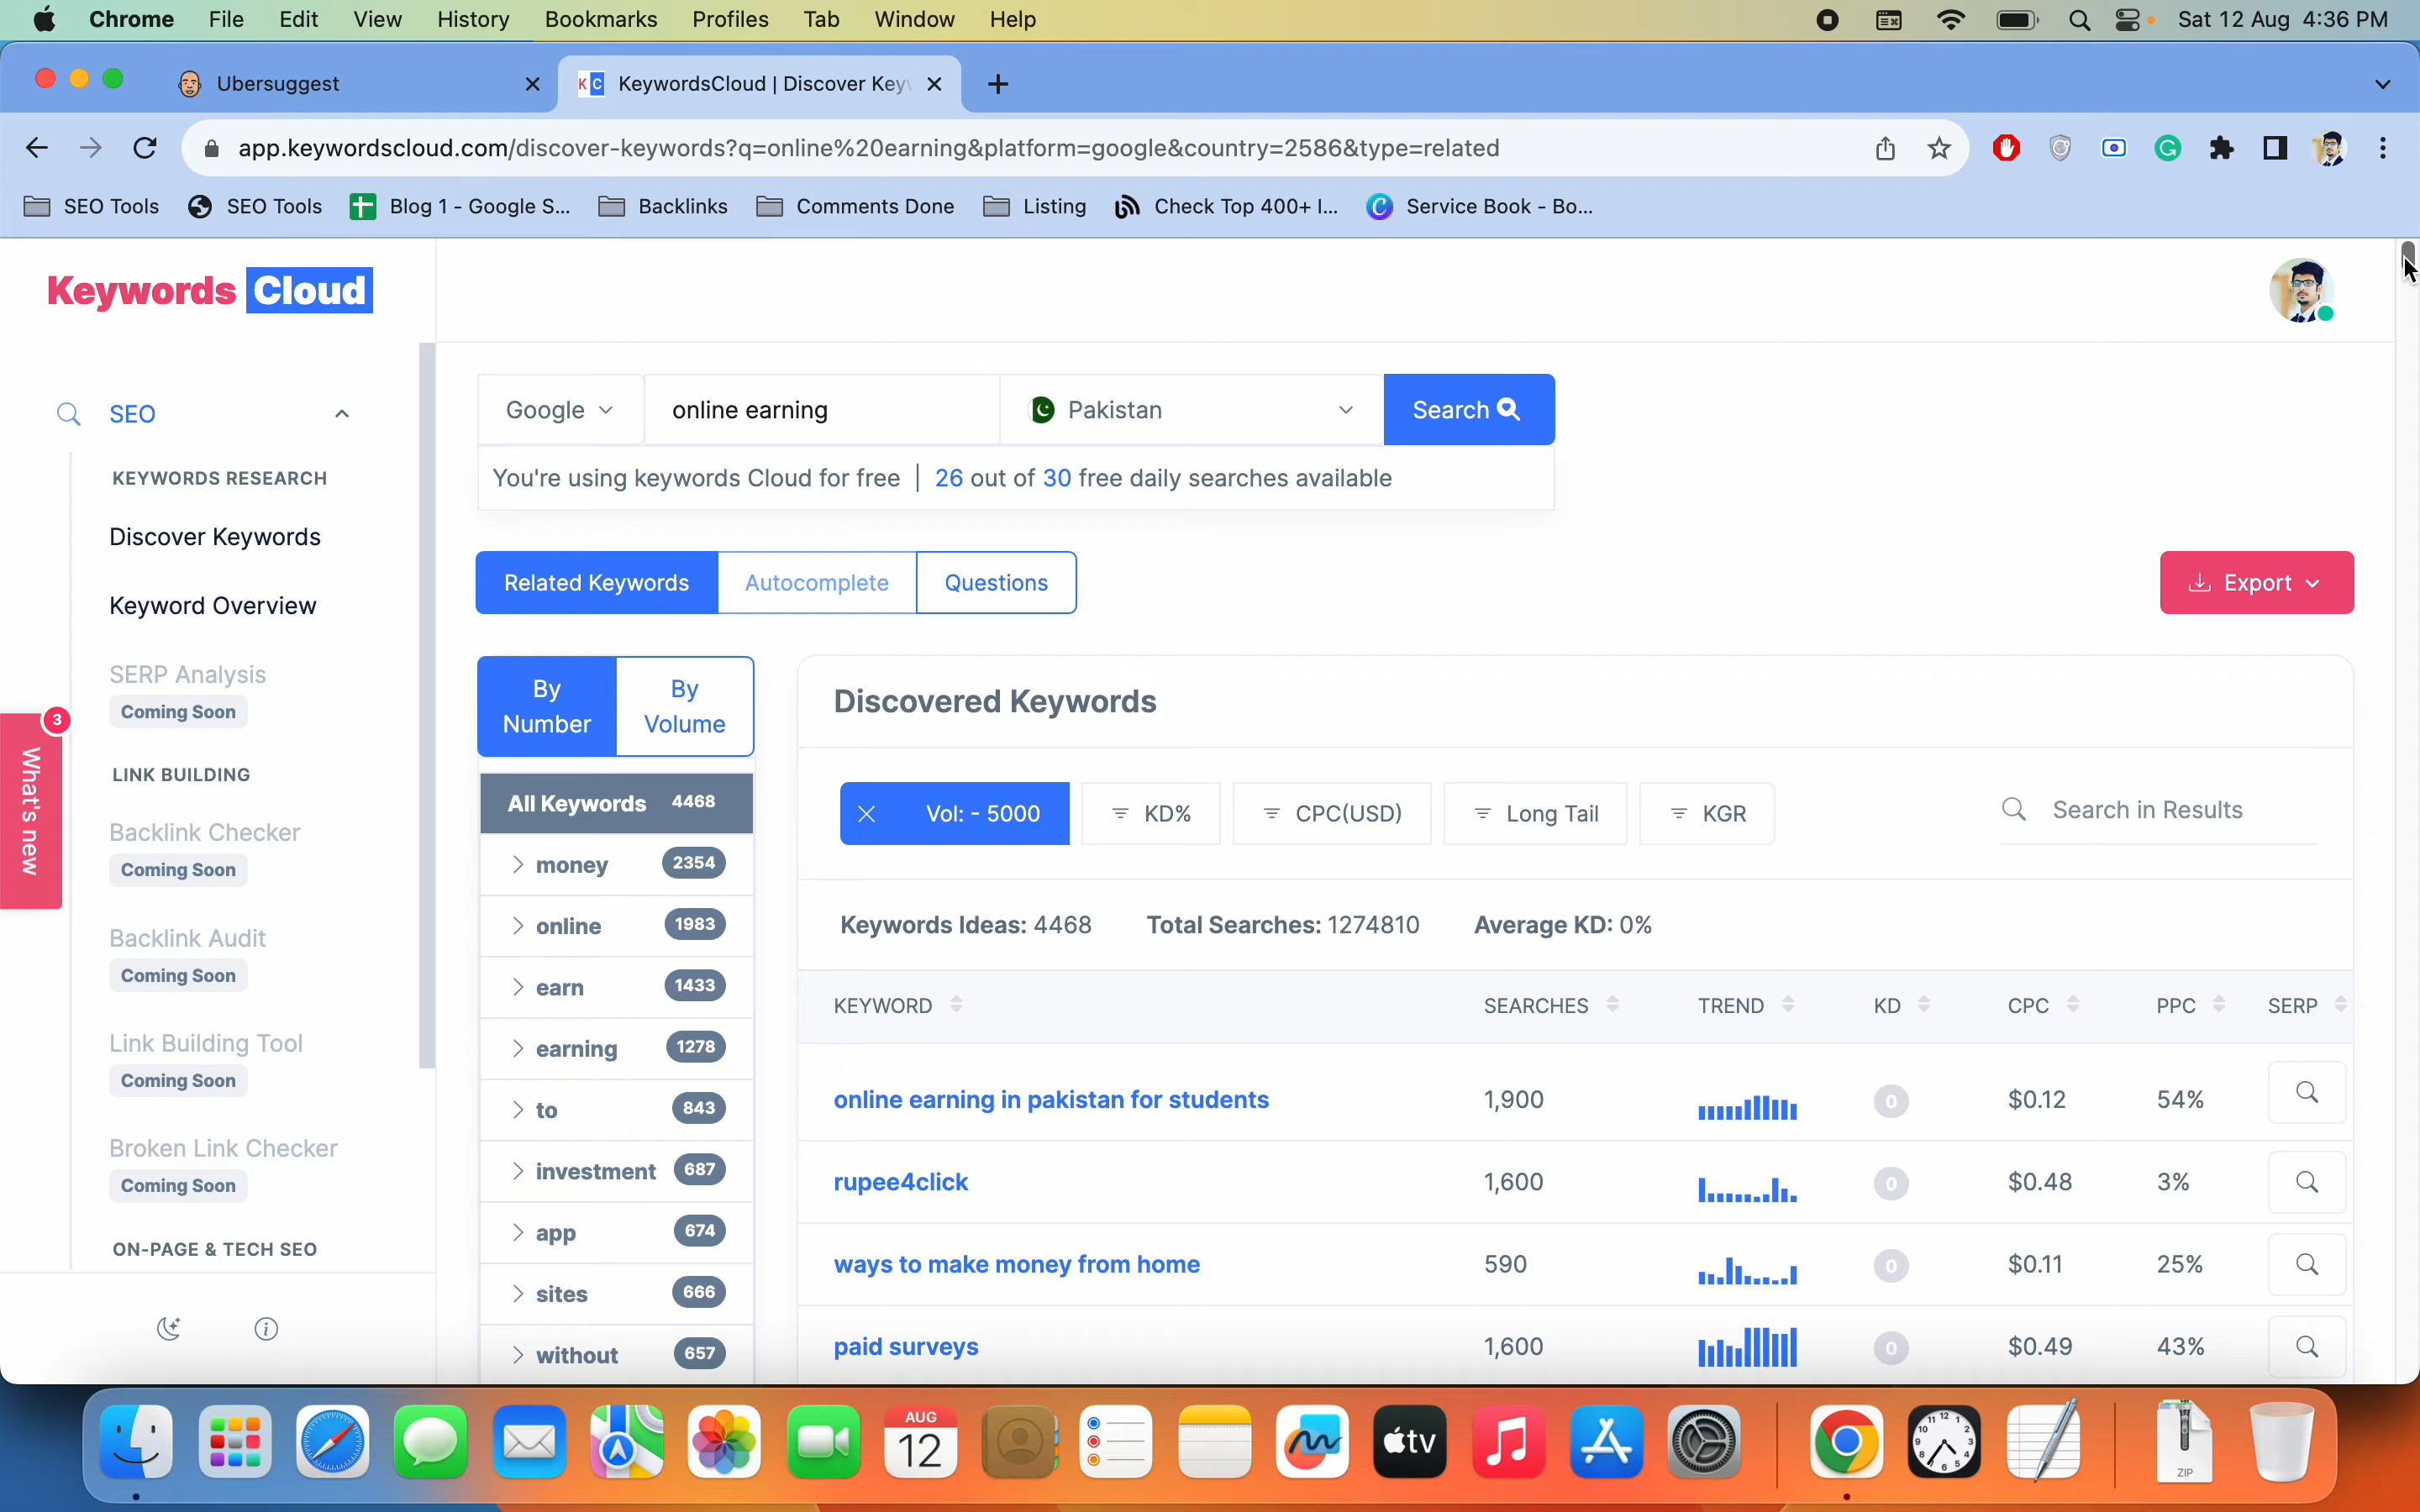 Chrome File Edit View History Bookmarks Profiles Tab Window Help Sat 12 Aug 4:36 PM
Ubersuggest
KC KeywordsCloud | Discover Key
app.keywordscloud.com/discover-keywords?q=online%20earning&platform=google&country=2586&type=related
SEO Tools SEO Tools Blog 1 - Google S... Backlinks Comments Done Listing Check Top 400+ I... Service Book - Bo...
Keywords Cloud
SEO
KEYWORDS RESEARCH
Discover Keywords
Keyword Overview
SERP Analysis
Coming Soon
LINK BUILDING
Backlink Checker
Coming Soon
Backlink Audit
Coming Soon
Link Building Tool
Coming Soon
Broken Link Checker
Coming Soon
ON-PAGE & TECH SEO
What's new
3
Google online earning Pakistan Search
You're using keywords Cloud for free | 26 out of 30 free daily searches available
Related Keywords Autocomplete Questions Export
By Number
By Volume
All Keywords 4468
money 2354
online 1983
earn 1433
earning 1278
to 843
investment 687
app 674
sites 666
without 657
Discovered Keywords
Vol: - 5000 KD% CPC(USD) Long Tail KGR Search in Results
Keywords Ideas: 4468 Total Searches: 1274810 Average KD: 0%
KEYWORD SEARCHES TREND KD CPC PPC SERP
online earning in pakistan for students 1,900 0 $0.12 54%
rupee4click 1,600 0 $0.48 3%
ways to make money from home 590 0 $0.11 25%
paid surveys 1,600 0 $0.49 43%
AUG
12
tv
ZIP